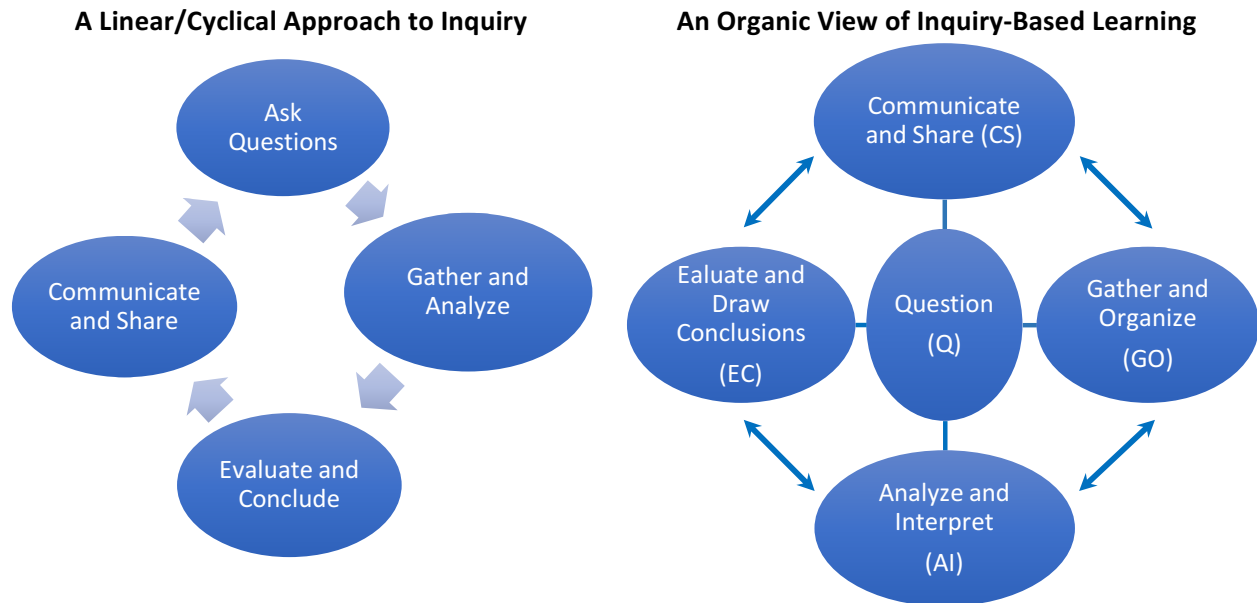 A Linear/Cyclical Approach to Inquiry
Ask
Questions
Gather and
Analyze
Evaluate and
Conclude
Communicate
and Share
An Organic View of Inquiry-Based Learning
Communicate
and Share (CS)
Ealuate and
Draw
Conclusions
(EC)
Question
(Q)
Gather and
Organize
(GO)
Analyze and
Interpret
(AI)